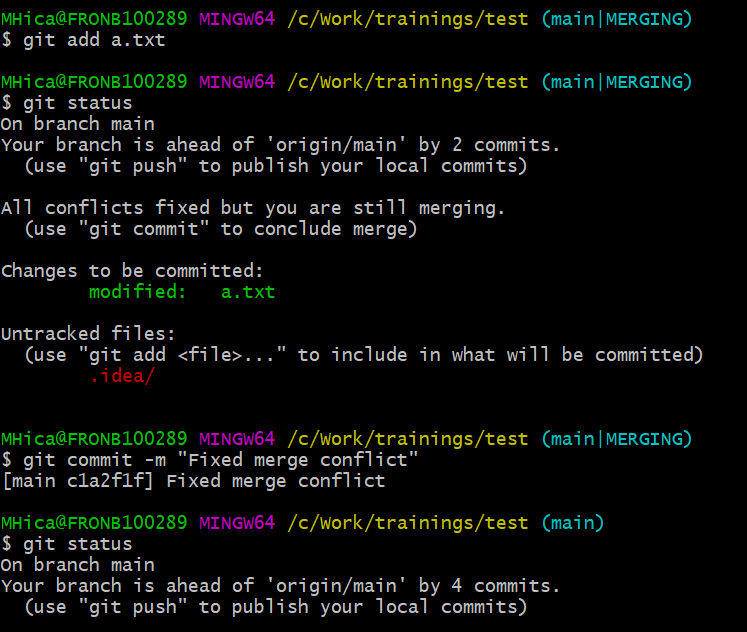 MHica@FRONB100289 MINGW64 /c/Work/trainings/test (main|MERGING)
$ git add a.txt

MHica@FRONB100289 MINGW64 /c/Work/trainings/test (main|MERGING)
$ git status
On branch main
Your branch is ahead of 'origin/main' by 2 commits.
  (use "git push" to publish your local commits)

All conflicts fixed but you are still merging.
  (use "git commit" to conclude merge)

Changes to be committed:
        modified:   a.txt

Untracked files:
  (use "git add <file>..." to include in what will be committed)
        .idea/

MHica@FRONB100289 MINGW64 /c/Work/trainings/test (main|MERGING)
$ git commit -m "Fixed merge conflict"
[main c1a2f1f] Fixed merge conflict

MHica@FRONB100289 MINGW64 /c/Work/trainings/test (main)
$ git status
On branch main
Your branch is ahead of 'origin/main' by 4 commits.
  (use "git push" to publish your local commits)